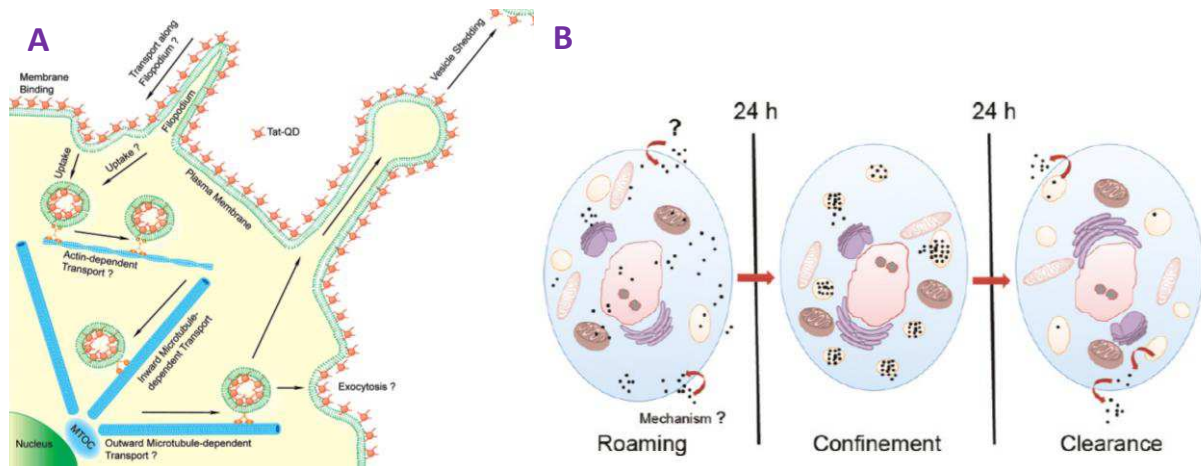 A
Membrane
Binding
Transport along
Filopodium ?
Filopodium
Uptake
Uptake ?
Tat-QD
Plasma Membrane
Vesicle Shedding
Actin-dependent
Transport ?
Inward Microtubule-
dependent Transport
Exocytosis ?
MTOC
Nucleus
Outward Microtubule-dependent
Transport ?
B
24 h
24 h
?
Mechanism ?
Roaming
Confinement
Clearance